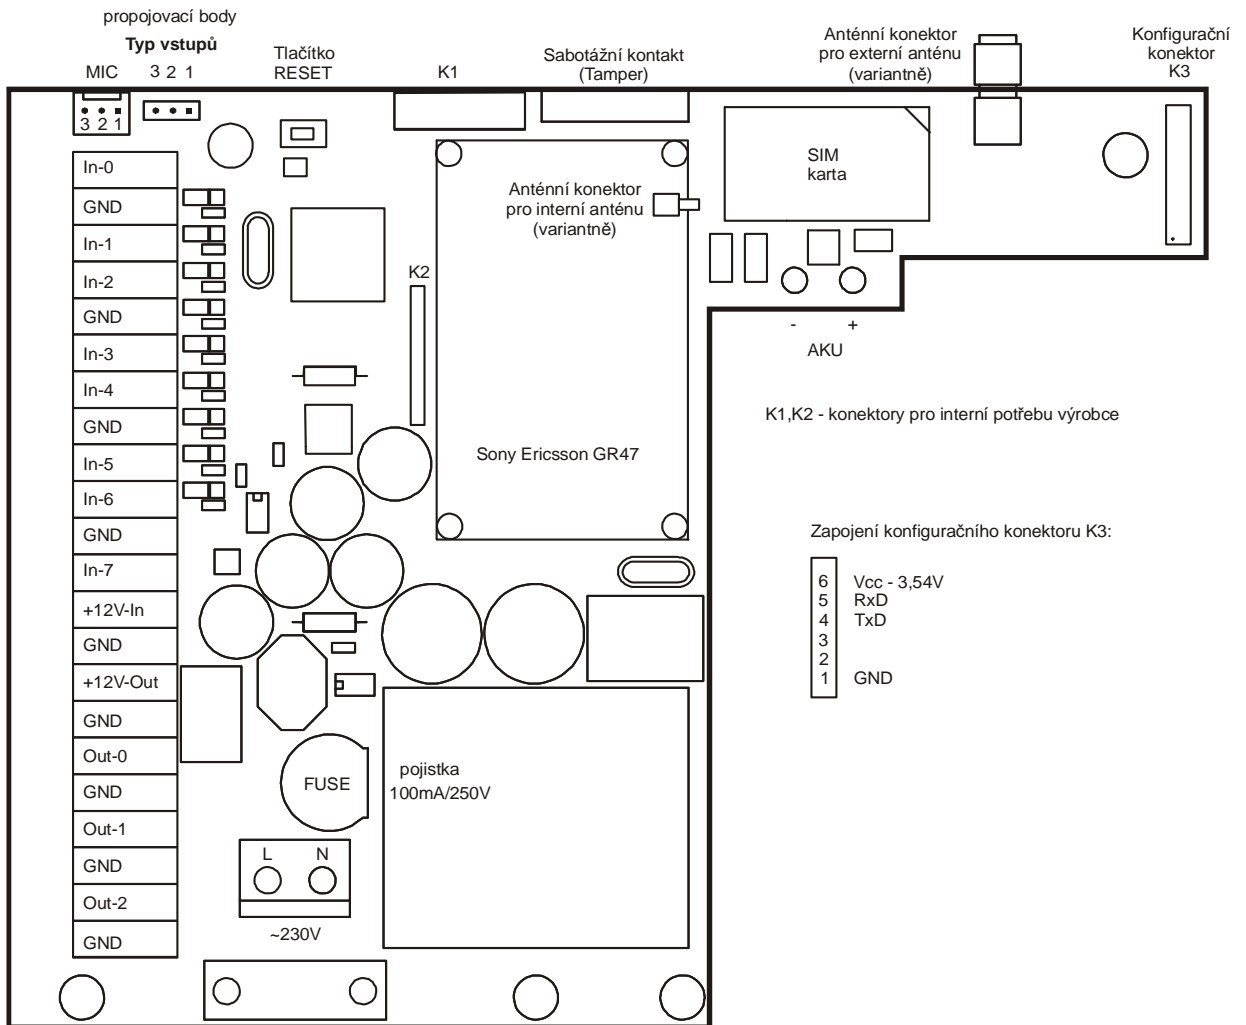 propojovací body
Typ vstupů
MIC
3 2 1
Tlačítko
RESET
K1
Sabotážní kontakt
(Tamper)
Anténní konektor
pro externí anténu
(variantně)
Konfigurační
konektor
K3
3 2 1
In-0
GND
In-1
In-2
GND
In-3
In-4
GND
In-5
In-6
GND
In-7
+12V-In
GND
+12V-Out
GND
Out-0
GND
Out-1
GND
Out-2
GND
K2
Anténní konektor
pro interní anténu
(variantně)
SIM
karta
- +
AKU
Sony Ericsson GR47
K1,K2 - konektory pro interní potřebu výrobce
Zapojení konfiguračního konektoru K3:
6 Vcc - 3,54V
5 RxD
4 TxD
3
2
1 GND
FUSE
pojistka
100mA/250V
L N
~230V